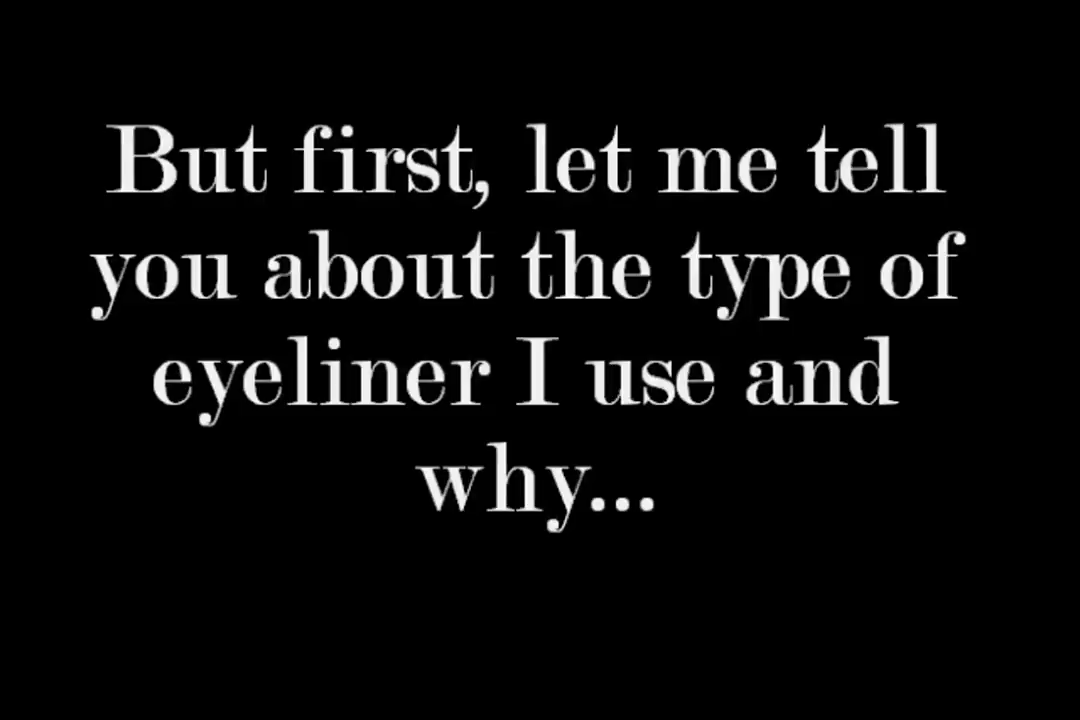 But first, let me tell
you about the type of
eyeliner I use and
why...